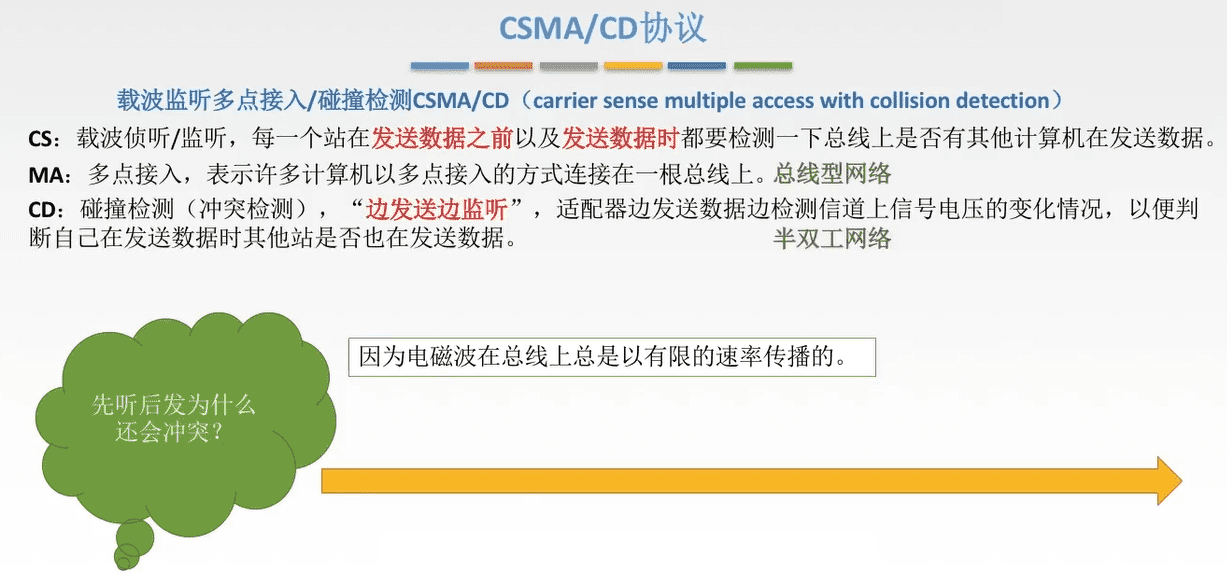 CSMA/CD协议
载波监听多点接入/碰撞检测CSMA/CD（carrier sense multiple access with collision detection）
CS：载波侦听/监听，每一个站在发送数据之前以及发送数据时都要检测一下总线上是否有其他计算机在发送数据。
MA：多点接入，表示许多计算机以多点接入的方式连接在一根总线上。总线型网络
CD：碰撞检测（冲突检测），“边发送边监听”，适配器边发送数据边检测信道上信号电压的变化情况，以便判
断自己在发送数据时其他站是否也在发送数据。 半双工网络
因为电磁波在总线上总是以有限的速率传播的。
先听后发为什么
还会冲突？